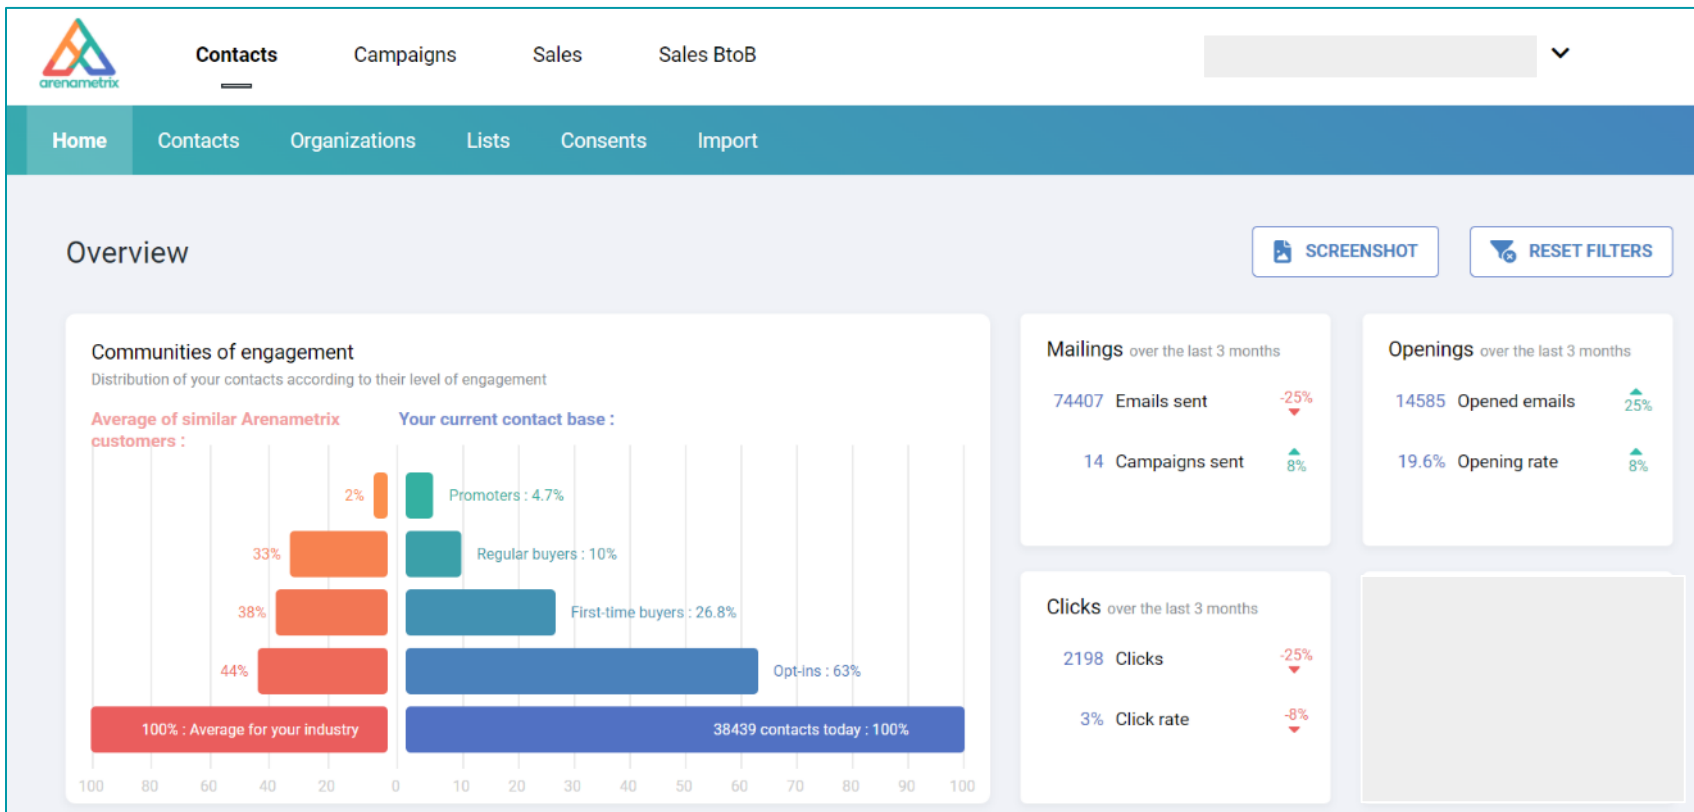 arenametrix
Contacts
Campaigns
Sales
Sales BtoB
Home
Contacts
Organizations
Lists
Consents
Import
Overview
SCREENSHOT
RESET FILTERS
Communities of engagement
Distribution of your contacts according to their level of engagement
Average of similar Arenametrix
customers :
Your current contact base :
2%
Promoters : 4.7%
33%
Regular buyers : 10%
38%
First-time buyers : 26.8%
44%
Opt-ins : 63%
100% : Average for your industry
38439 contacts today : 100%
100 80 60 40 20 0 10 20 30 40 50 60 70 80 90 100
Mailings over the last 3 months
74407 Emails sent -25%
14 Campaigns sent 8%
Openings over the last 3 months
14585 Opened emails 25%
19.6% Opening rate 8%
Clicks over the last 3 months
2198 Clicks -25%
3% Click rate -8%